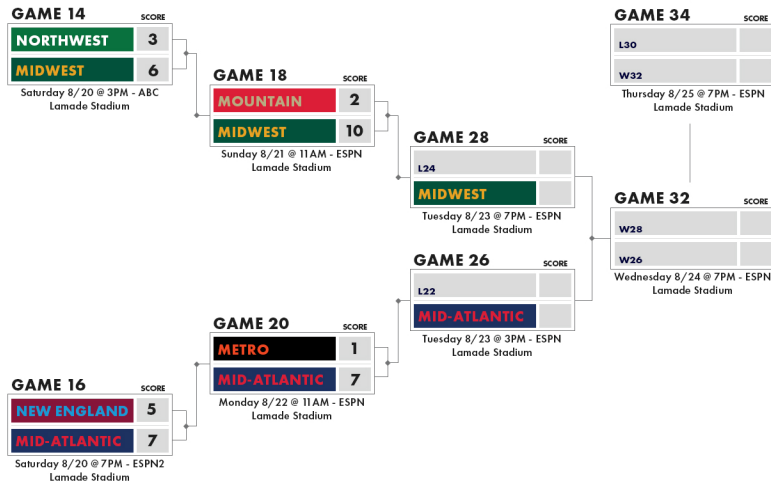 GAME 14 SCORE
NORTHWEST 3
MIDWEST 6
Saturday 8/20 @ 3PM - ABC
Lamade Stadium
GAME 18 SCORE
MOUNTAIN 2
MIDWEST 10
Sunday 8/21 @ 11AM - ESPN
Lamade Stadium
GAME 28 SCORE
L24
MIDWEST
Tuesday 8/23 @ 7PM - ESPN
Lamade Stadium
GAME 34 SCORE
L30
W32
Thursday 8/25 @ 7PM - ESPN
Lamade Stadium
GAME 32 SCORE
W28
W26
Wednesday 8/24 @ 7PM - ESPN
Lamade Stadium
GAME 26 SCORE
L22
MID-ATLANTIC
Tuesday 8/23 @ 3PM - ESPN
Lamade Stadium
GAME 20 SCORE
METRO 1
MID-ATLANTIC 7
Monday 8/22 @ 11AM - ESPN
Lamade Stadium
GAME 16 SCORE
NEW ENGLAND 5
MID-ATLANTIC 7
Saturday 8/20 @ 7PM - ESPN2
Lamade Stadium